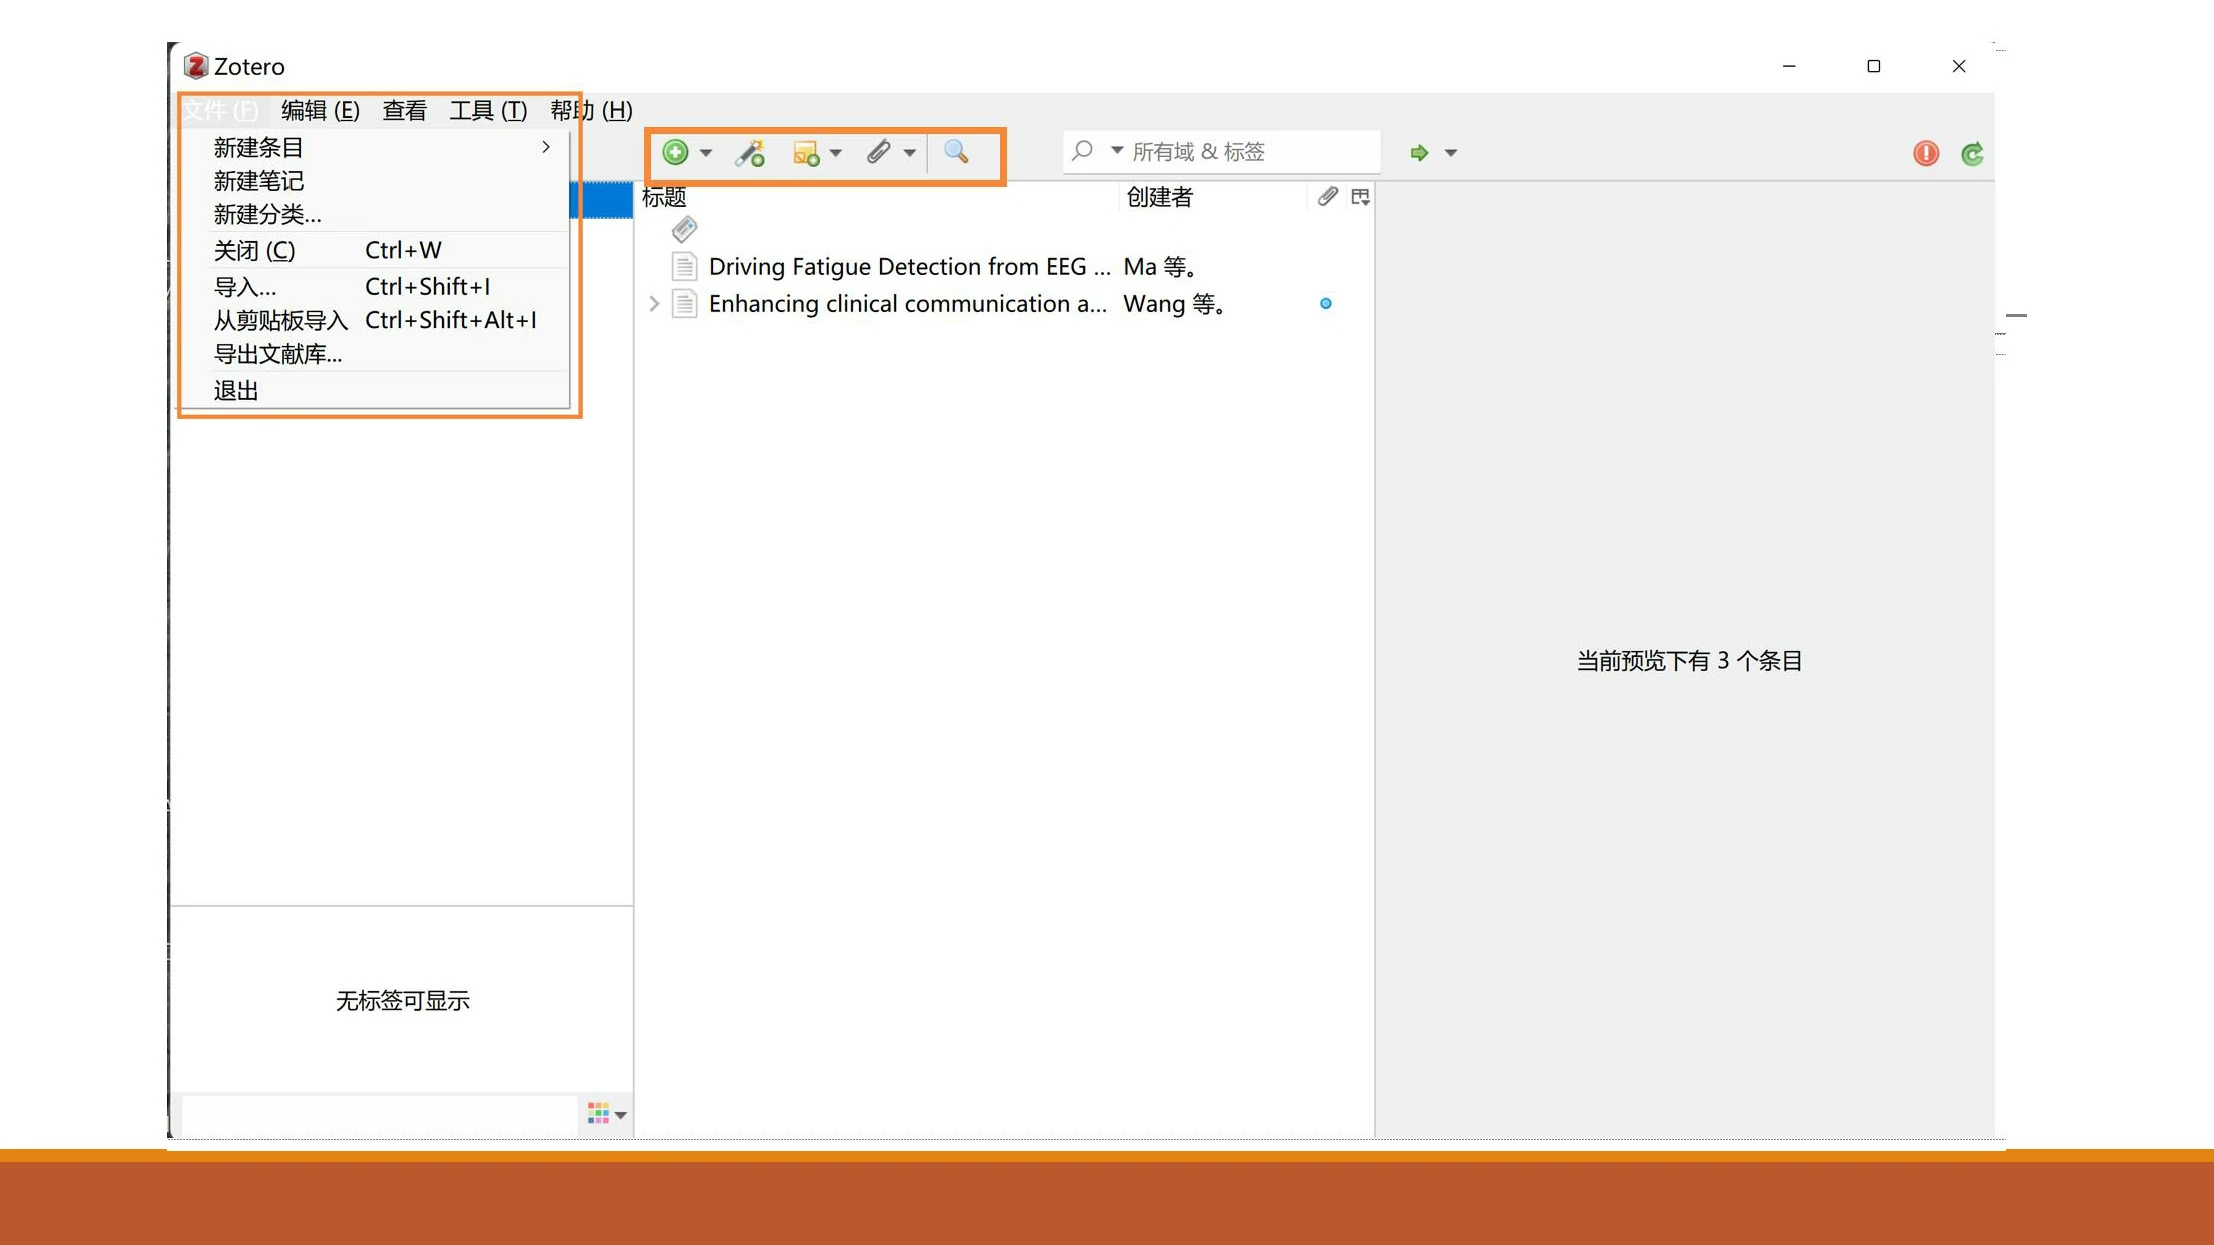 Zotero
文件 (F) 编辑 (E) 查看 工具 (T) 帮助 (H)
新建条目
新建笔记
新建分类...
关闭 (C) Ctrl+W
导入... Ctrl+Shift+I
从剪贴板导入 Ctrl+Shift+Alt+I
导出文献库...
退出
所有域 & 标签
标题 创建者
Driving Fatigue Detection from EEG ... Ma 等。
Enhancing clinical communication a... Wang 等。
当前预览下有 3 个条目
无标签可显示